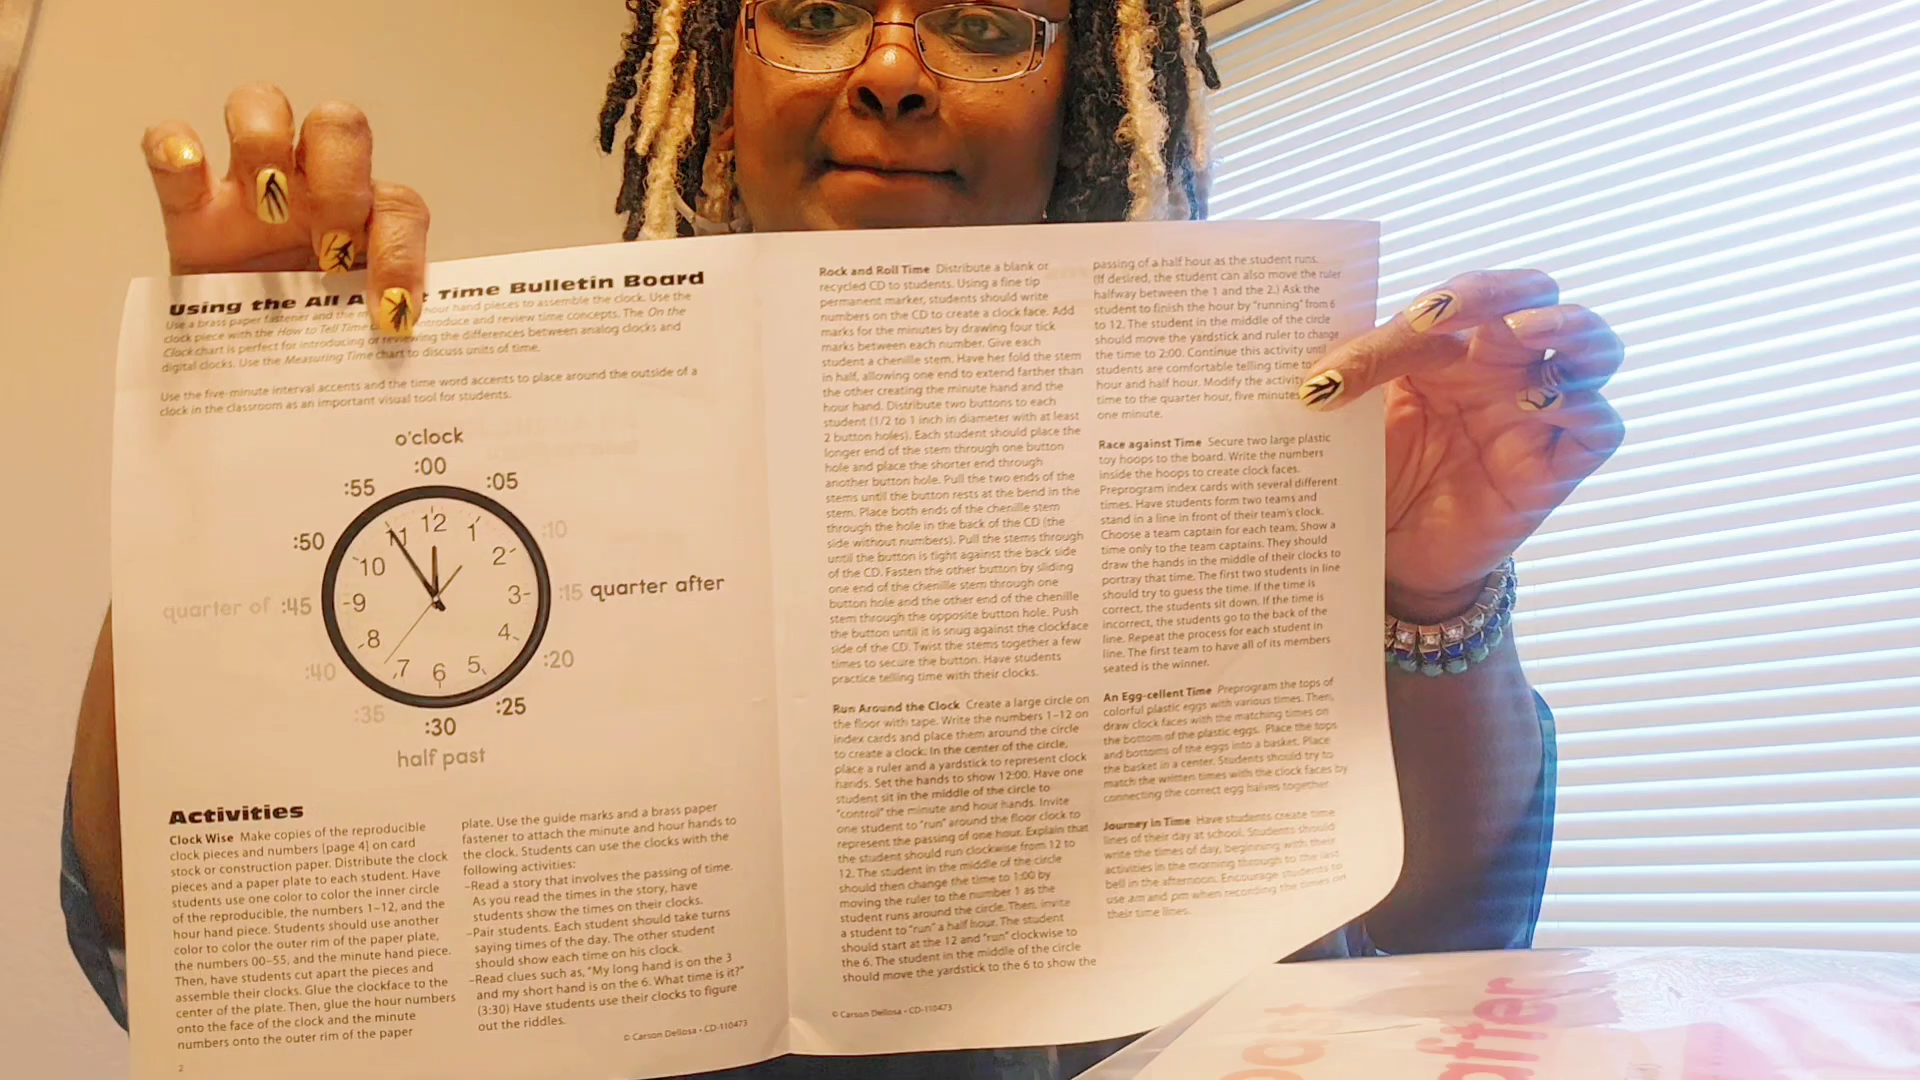 Using the All A t Time Bulletin Board
Use a brass paper fastener and the m hour hand pieces to assemble the clock. Use the
clock piece with the How to Tell Time c introduce and review time concepts. The On the
Clock chart is perfect for introducing or reviewing the differences between analog clocks and
digital clocks. Use the Measuring Time chart to discuss units of time.
Use the five-minute interval accents and the time word accents to place around the outside of a
clock in the classroom as an important visual tool for students.
o'clock
:00
:55 :05
:50 :10
quarter of :45 :15 quarter after
:40 :20
:35 :25
:30
half past
12
11 1
10 2
9 3
8 4
7 5
6
Activities
Clock Wise Make copies of the reproducible
clock pieces and numbers (page 4) on card
stock or construction paper. Distribute the clock
pieces and a paper plate to each student. Have
students use one color to color the inner circle
of the reproducible, the numbers 1–12, and the
hour hand piece. Students should use another
color to color the outer rim of the paper plate,
the numbers 00–55, and the minute hand piece.
Then, have students cut apart the pieces and
assemble their clocks. Glue the clockface to the
center of the plate. Then, glue the hour numbers
onto the face of the clock and the minute
numbers onto the outer rim of the paper
plate. Use the guide marks and a brass paper
fastener to attach the minute and hour hands to
the clock. Students can use the clocks with the
following activities:
–Read a story that involves the passing of time.
As you read the times in the story, have
students show the times on their clocks.
–Pair students. Each student should take turns
saying times of the day. The other student
should show each time on his clock.
–Read clues such as, "My long hand is on the 3
and my short hand is on the 6. What time is it?"
(3:30) Have students use their clocks to figure
out the riddles.
© Carson Dellosa • CD-110473
2
Rock and Roll Time Distribute a blank or
recycled CD to students. Using a fine tip
permanent marker, students should write
numbers on the CD to create a clock face. Add
marks for the minutes by drawing four tick
marks between each number. Give each
student a chenille stem. Have her fold the stem
in half, allowing one end to extend farther than
the other creating the minute hand and the
hour hand. Distribute two buttons to each
student (1/2 to 1 inch in diameter with at least
2 button holes). Each student should place the
longer end of the stem through one button
hole and place the shorter end through
another button hole. Pull the two ends of the
stems until the button rests at the bend in the
stem. Place both ends of the chenille stem
through the hole in the back of the CD (the
side without numbers). Pull the stems through
until the button is tight against the back side
of the CD. Fasten the other button by sliding
one end of the chenille stem through one
button hole and the other end of the chenille
stem through the opposite button hole. Push
the button until it is snug against the clockface
side of the CD. Twist the stems together a few
times to secure the button. Have students
practice telling time with their clocks.
Run Around the Clock Create a large circle on
the floor with tape. Write the numbers 1–12 on
index cards and place them around the circle
to create a clock. In the center of the circle,
place a ruler and a yardstick to represent clock
hands. Set the hands to show 12:00. Have one
student sit in the middle of the circle to
"control" the minute and hour hands. Invite
one student to "run" around the floor clock to
represent the passing of one hour. Explain that
the student should run clockwise from 12 to
12. The student in the middle of the circle
should then change the time to 1:00 by
moving the ruler to the number 1 as the
student runs around the circle. Then, invite
a student to "run" a half hour. The student
should start at the 12 and "run" clockwise to
the 6. The student in the middle of the circle
should move the yardstick to the 6 to show the
© Carson Dellosa • CD-110473
passing of a half hour as the student runs.
(If desired, the student can also move the ruler
halfway between the 1 and the 2.) Ask the
student to finish the hour by "running" from 6
to 12. The student in the middle of the circle
should move the yardstick and ruler to change
the time to 2:00. Continue this activity until
students are comfortable telling time to
hour and half hour. Modify the activity
time to the quarter hour, five minutes
one minute.
Race against Time Secure two large plastic
toy hoops to the board. Write the numbers
inside the hoops to create clock faces.
Preprogram index cards with several different
times. Have students form two teams and
stand in a line in front of their team's clock.
Choose a team captain for each team. Show a
time only to the team captains. They should
draw the hands in the middle of their clocks to
portray that time. The first two students in line
should try to guess the time. If the time is
correct, the students sit down. If the time is
incorrect, the students go to the back of the
line. Repeat the process for each student in
line. The first team to have all of its members
seated is the winner.
An Egg-cellent Time Preprogram the tops of
colorful plastic eggs with various times. Then,
draw clock faces with the matching times on
the bottom of the plastic eggs. Place the tops
and bottoms of the eggs into a basket. Place
the basket in a center. Students should try to
match the written times with the clock faces by
connecting the correct egg halves together.
Journey in Time Have students create time
lines of their day at school. Students should
write the times of day, beginning with their
activities in the morning through to the last
bell in the afternoon. Encourage students to
use am and pm when recording the times on
their time lines.
past
after